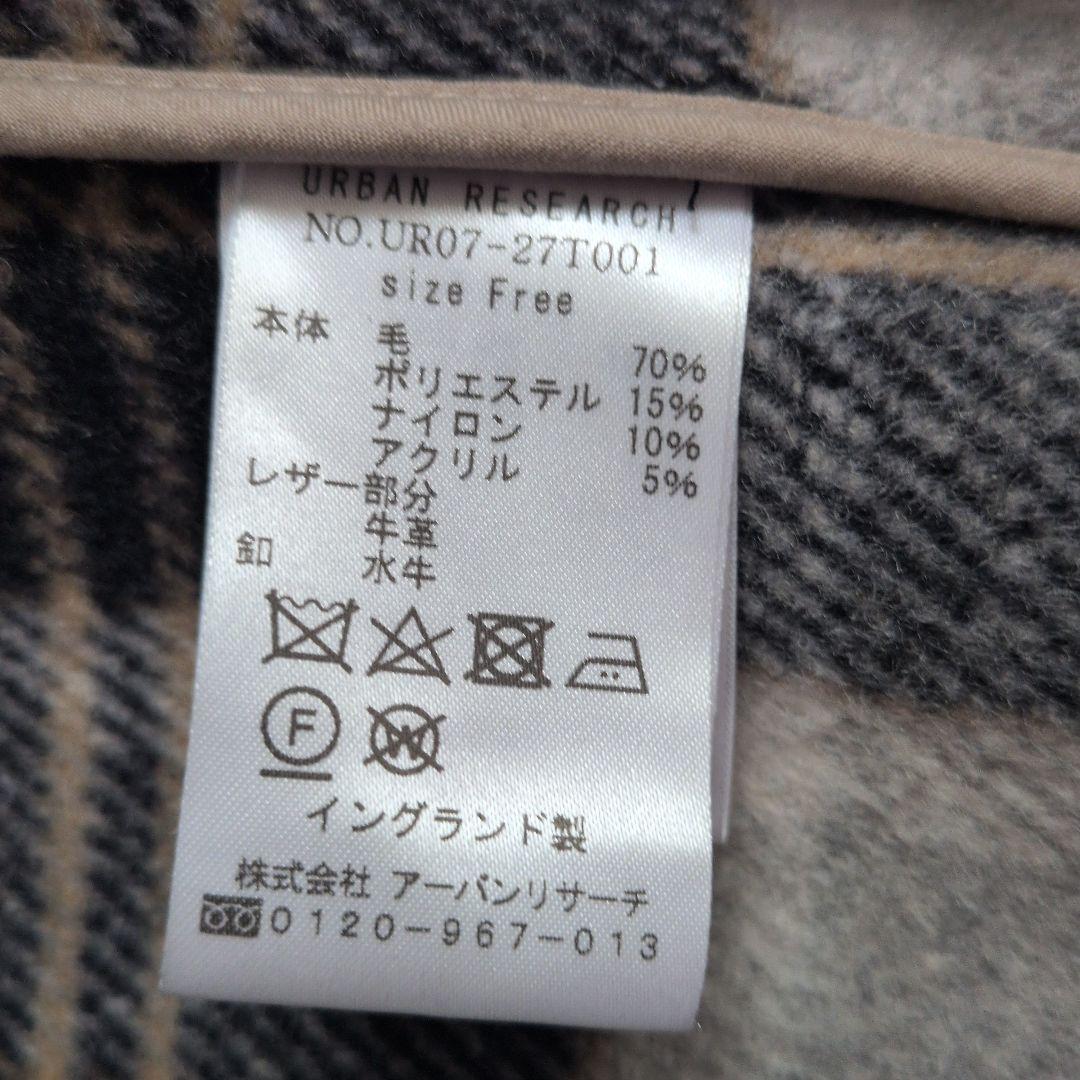 URBAN RESEARCH
NO.UR07-27T001
size Free
本体 毛 70%
ポリエステル 15%
ナイロン 10%
アクリル 5%
レザー部分
牛革
釦 水牛
F W
イングランド製
株式会社 アーバンリサーチ
0120-967-013